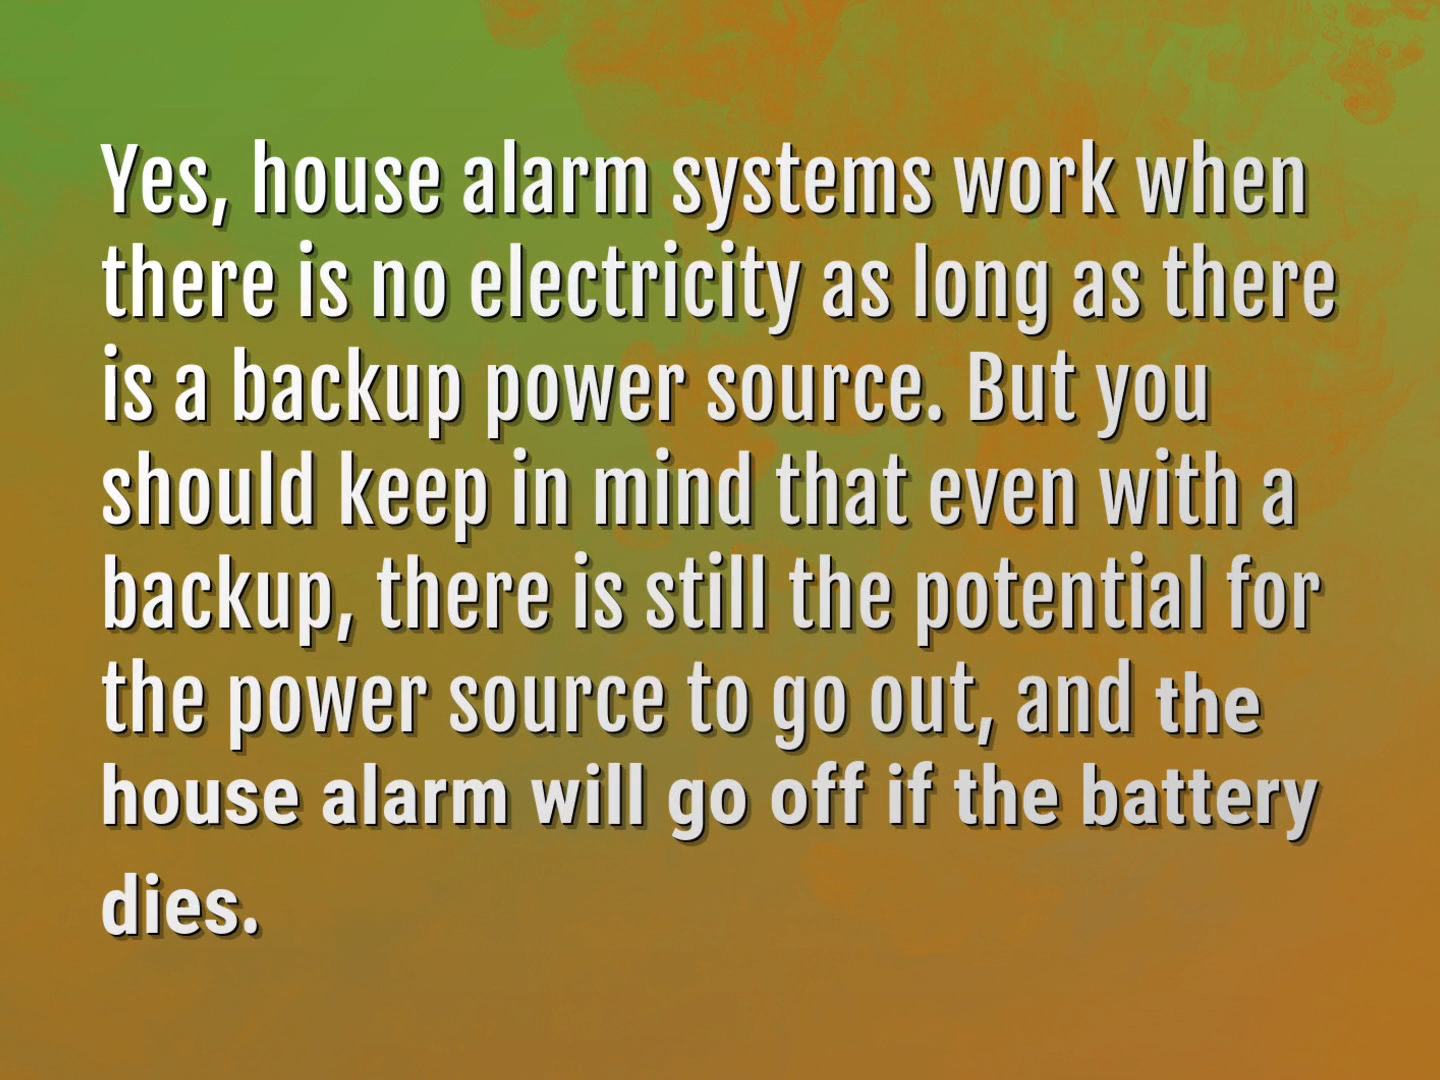 Yes, house alarm systems work when
there is no electricity as long as there
is a backup power source. But you
should keep in mind that even with a
backup, there is still the potential for
the power source to go out, and the
house alarm will go off if the battery
dies.